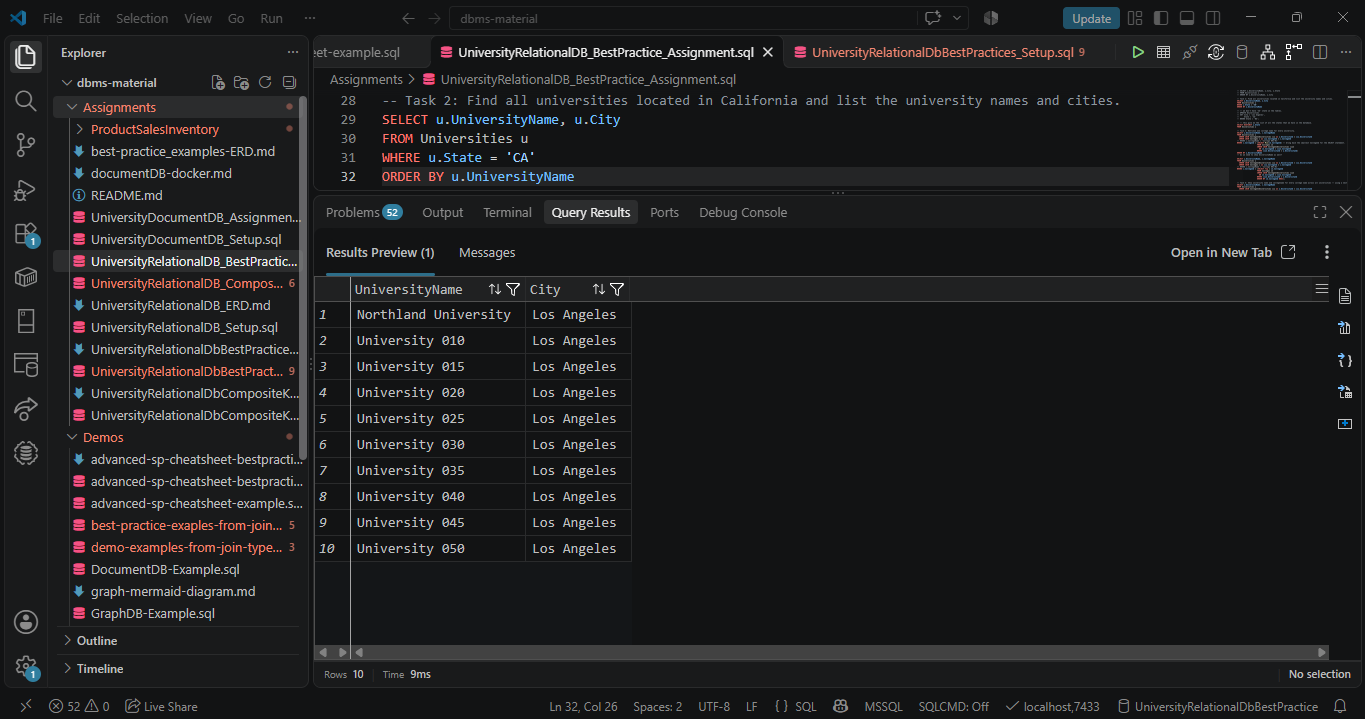 File Edit Selection View Go Run ···
dbms-material
Update
Explorer
dbms-material
Assignments
ProductSalesInventory
best-practice_examples-ERD.md
documentDB-docker.md
README.md
UniversityDocumentDB_Assignmen...
UniversityDocumentDB_Setup.sql
UniversityRelationalDB_BestPractic...
UniversityRelationalDB_Compos... 6
UniversityRelationalDB_ERD.md
UniversityRelationalDB_Setup.sql
UniversityRelationalDbBestPractice...
UniversityRelationalDbBestPract... 9
UniversityRelationalDbCompositeK...
UniversityRelationalDbCompositeK...
Demos
advanced-sp-cheatsheet-bestpracti...
advanced-sp-cheatsheet-bestpracti...
advanced-sp-cheatsheet-example.s...
best-practice-exaples-from-join... 5
demo-examples-from-join-type... 3
DocumentDB-Example.sql
graph-mermaid-diagram.md
GraphDB-Example.sql
Outline
Timeline
1
1
eet-example.sql
UniversityRelationalDB_BestPractice_Assignment.sql
UniversityRelationalDbBestPractices_Setup.sql 9
Assignments > UniversityRelationalDB_BestPractice_Assignment.sql
28 -- Task 2: Find all universities located in California and list the university names and cities.
29 SELECT u.UniversityName, u.City
30 FROM Universities u
31 WHERE u.State = 'CA'
32 ORDER BY u.UniversityName
Problems 52 Output Terminal Query Results Ports Debug Console
Results Preview (1) Messages
Open in New Tab
UniversityName City
1 Northland University Los Angeles
2 University 010 Los Angeles
3 University 015 Los Angeles
4 University 020 Los Angeles
5 University 025 Los Angeles
6 University 030 Los Angeles
7 University 035 Los Angeles
8 University 040 Los Angeles
9 University 045 Los Angeles
10 University 050 Los Angeles
Rows 10 Time 9ms
No selection
52 0 Live Share
Ln 32, Col 26 Spaces: 2 UTF-8 LF { } SQL MSSQL SQLCMD: Off localhost,7433 UniversityRelationalDbBestPractice